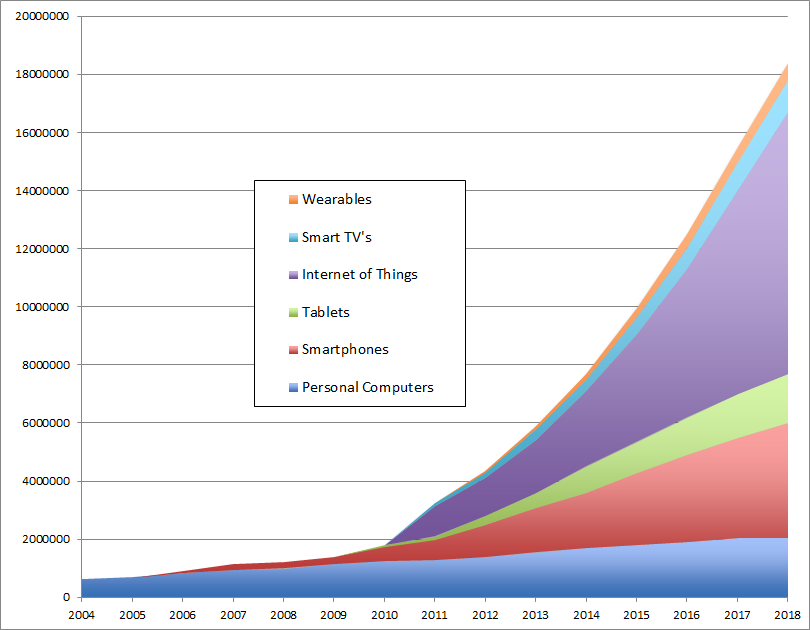 20000000
18000000
16000000
14000000
12000000
10000000
8000000
6000000
4000000
2000000
0
Wearables
Smart TV's
Internet of Things
Tablets
Smartphones
Personal Computers
2004 2005 2006 2007 2008 2009 2010 2011 2012 2013 2014 2015 2016 2017 2018